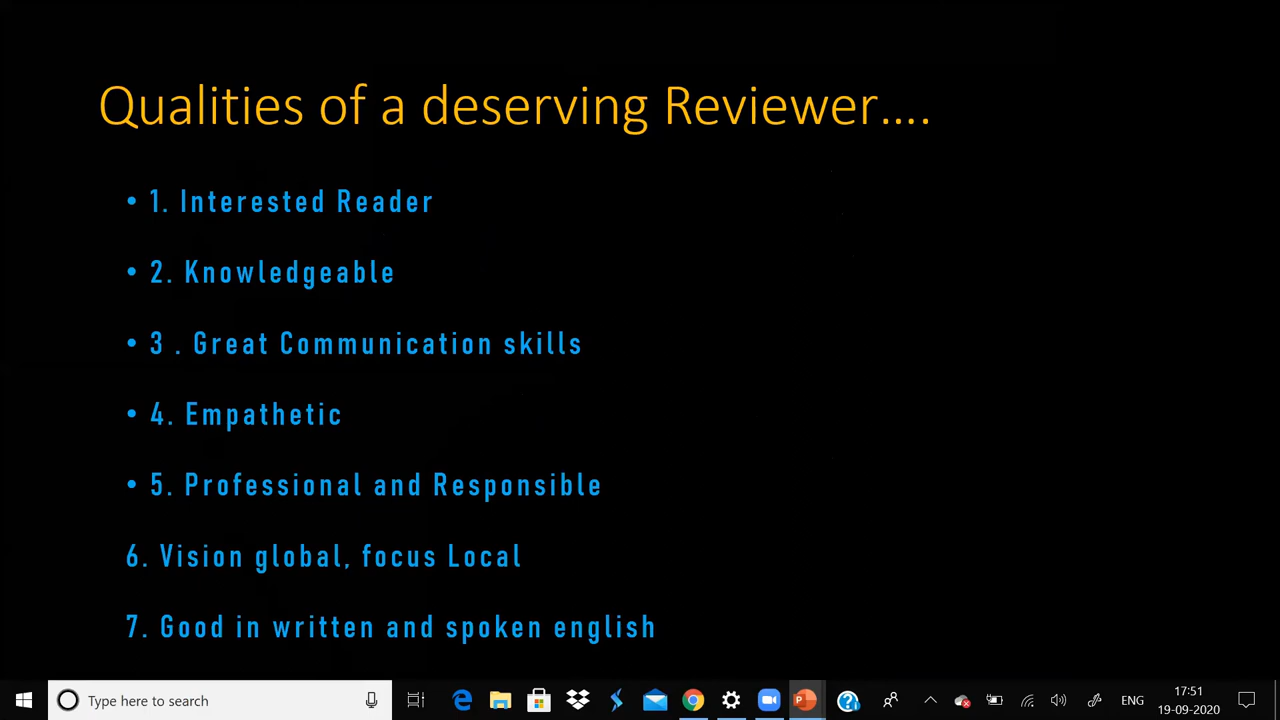 Qualities of a deserving Reviewer....
• 1. Interested Reader
• 2. Knowledgeable
• 3 . Great Communication skills
• 4. Empathetic
• 5. Professional and Responsible
6. Vision global, focus Local
7. Good in written and spoken english
Type here to search
ENG
17:51
19-09-2020